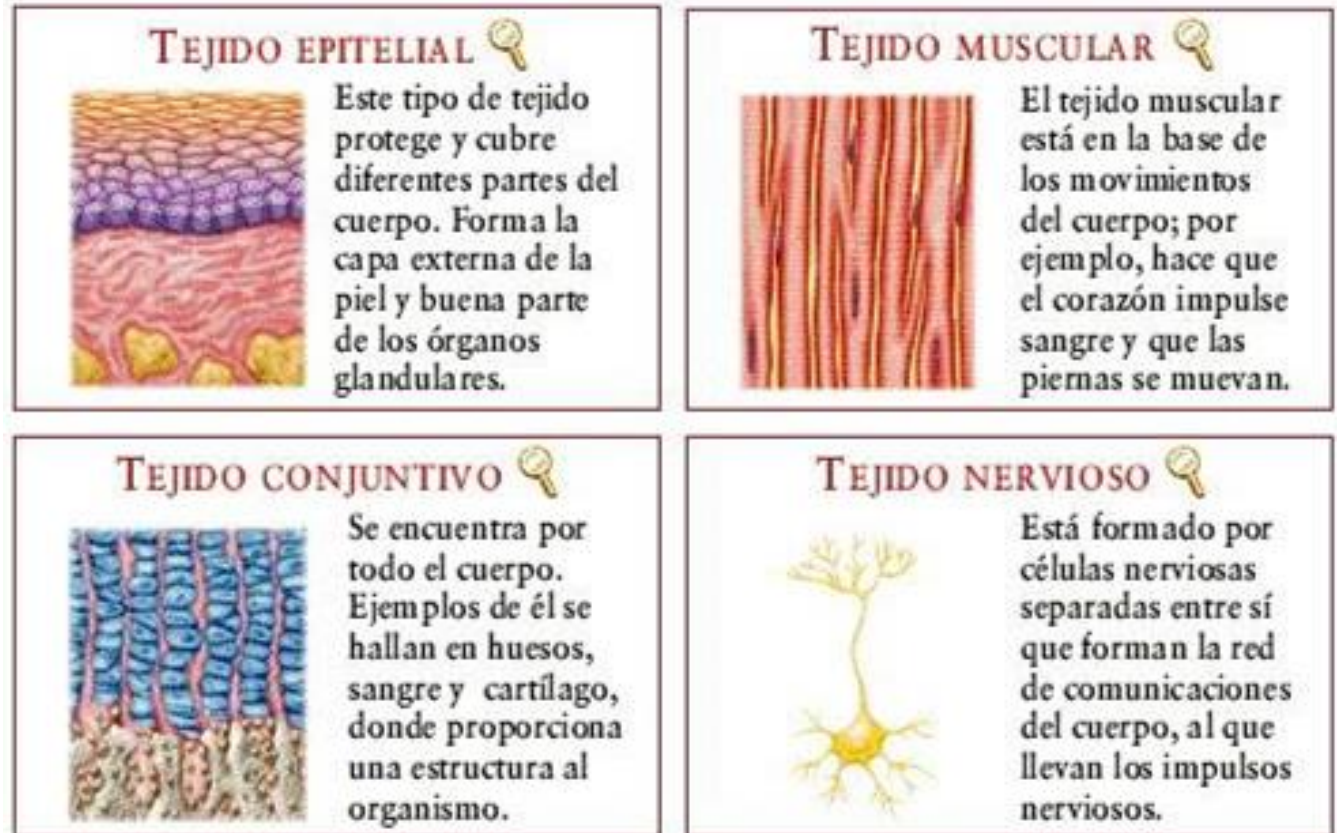 TEJIDO EPITELIAL
Este tipo de tejido
protege y cubre
diferentes partes del
cuerpo. Forma la
capa externa de la
piel y buena parte
de los órganos
glandulares.
TEJIDO MUSCULAR
El tejido muscular
está en la base de
los movimientos
del cuerpo; por
ejemplo, hace que
el corazón impulse
sangre y que las
piernas se muevan.
TEJIDO CONJUNTIVO
Se encuentra por
todo el cuerpo.
Ejemplos de él se
hallan en huesos,
sangre y cartílago,
donde proporciona
una estructura al
organismo.
TEJIDO NERVIOSO
Está formado por
células nerviosas
separadas entre sí
que forman la red
de comunicaciones
del cuerpo, al que
llevan los impulsos
nerviosos.